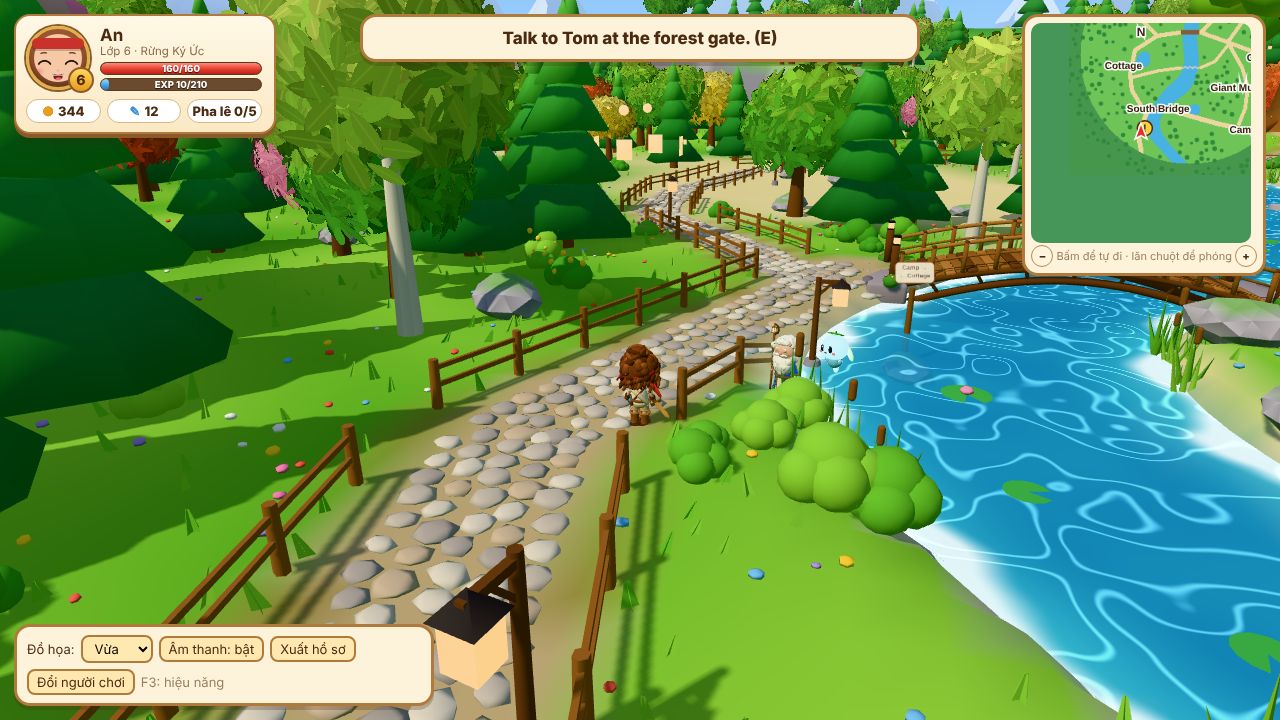 An
Lớp 6 · Rừng Ký Ức
160/160
6
EXP 10/210
344
12
Pha lê 0/5
Talk to Tom at the forest gate. (E)
N
Cottage
Giant Mu
South Bridge
Cam
− Bấm để tự đi · lăn chuột để phóng +
Camp
← Cottage
Đồ họa: Vừa Âm thanh: bật Xuất hồ sơ
Đổi người chơi F3: hiệu năng